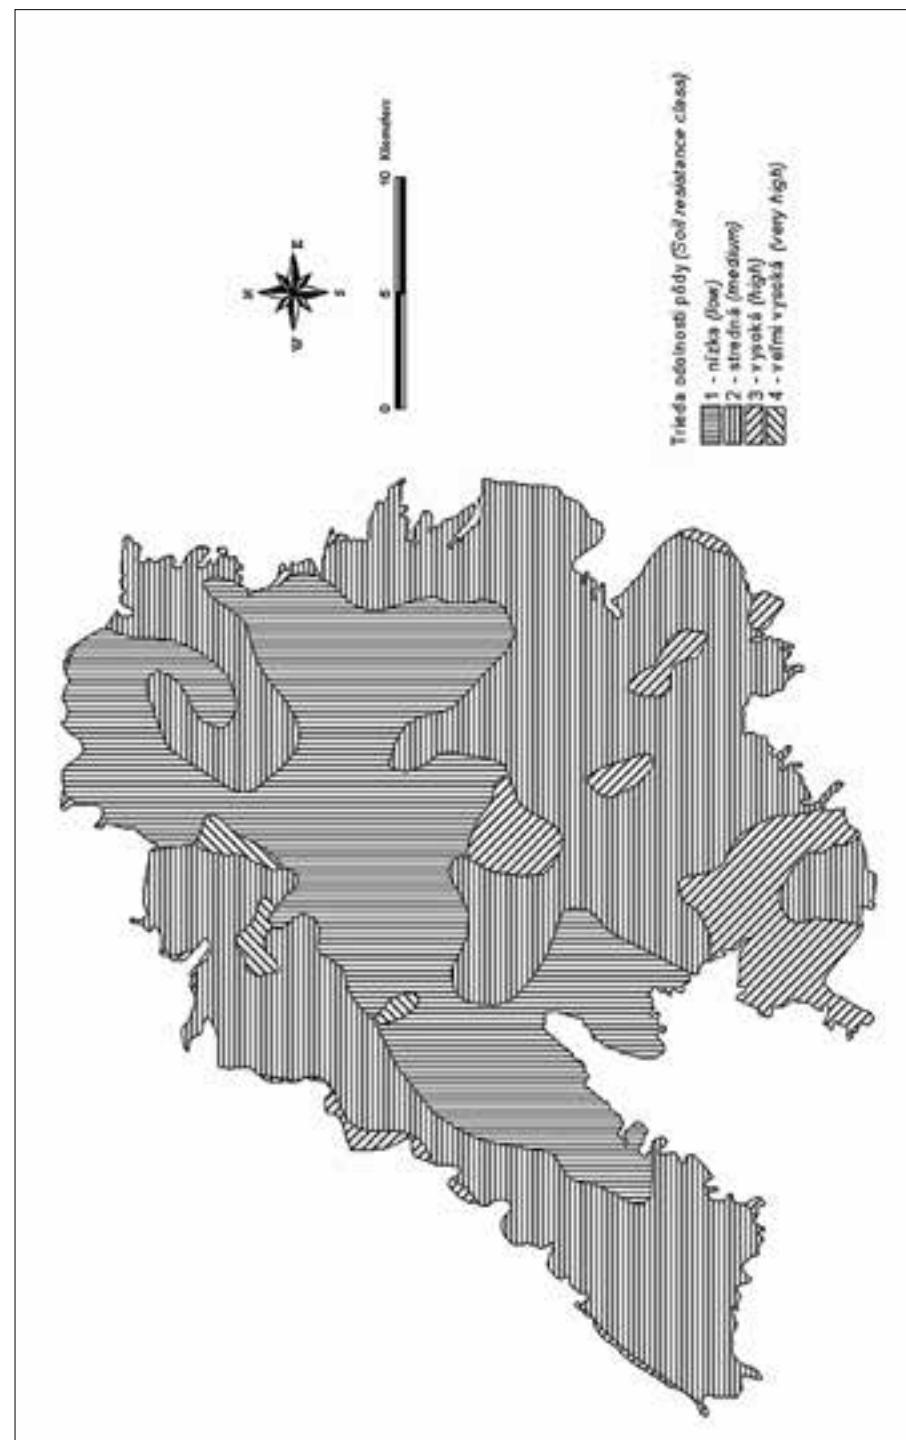 N
W E
S
0 5 10 Kilometers
Trieda odolnosti pôdy (Soil resistance class)
1 - nízka (low)
2 - stredná (medium)
3 - vysoká (high)
4 - veľmi vysoká (very high)